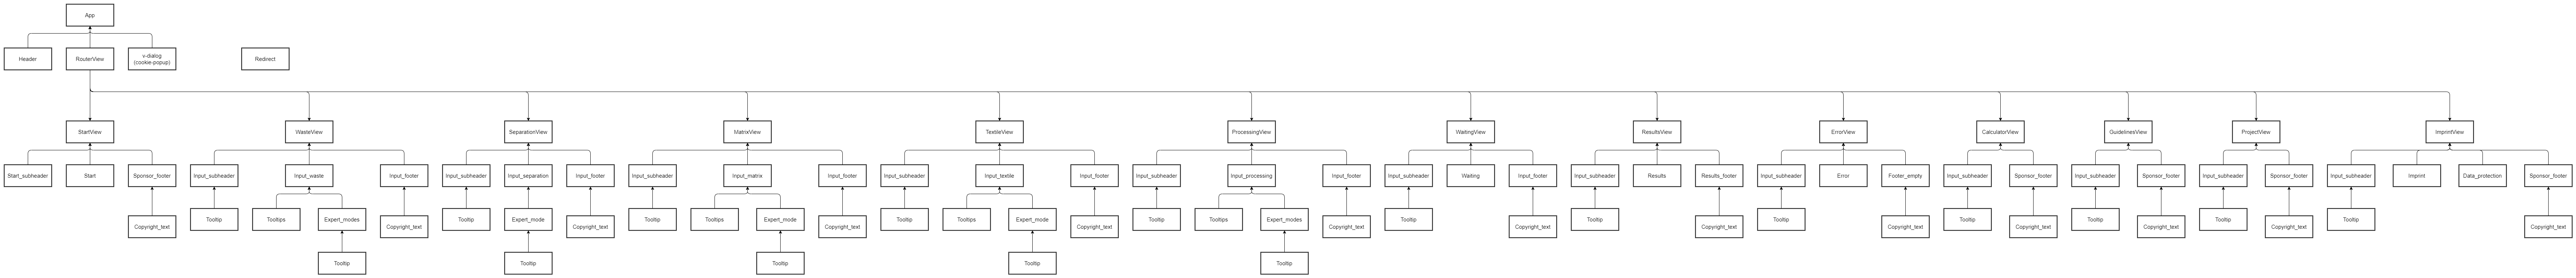 App
Header
RouterView
v-dialog
(cookie-popup)
Redirect
StartView
WasteView
SeparationView
MatrixView
TextileView
ProcessingView
WaitingView
ResultsView
ErrorView
CalculatorView
GuidelinesView
ProjectView
ImprintView
Start_subheader
Start
Sponsor_footer
Input_subheader
Input_waste
Input_footer
Input_subheader
Input_separation
Input_footer
Input_subheader
Input_matrix
Input_footer
Input_subheader
Input_textile
Input_footer
Input_subheader
Input_processing
Input_footer
Input_subheader
Waiting
Input_footer
Input_subheader
Results
Results_footer
Input_subheader
Error
Footer_empty
Input_subheader
Sponsor_footer
Input_subheader
Sponsor_footer
Input_subheader
Sponsor_footer
Input_subheader
Imprint
Data_protection
Sponsor_footer
Copyright_text
Tooltip
Tooltips
Expert_modes
Copyright_text
Tooltip
Expert_mode
Copyright_text
Tooltip
Tooltips
Expert_mode
Copyright_text
Tooltip
Tooltips
Expert_mode
Copyright_text
Tooltip
Tooltips
Expert_modes
Copyright_text
Tooltip
Copyright_text
Tooltip
Copyright_text
Tooltip
Copyright_text
Tooltip
Copyright_text
Tooltip
Copyright_text
Tooltip
Copyright_text
Tooltip
Copyright_text
Tooltip
Tooltip
Tooltip
Tooltip
Tooltip